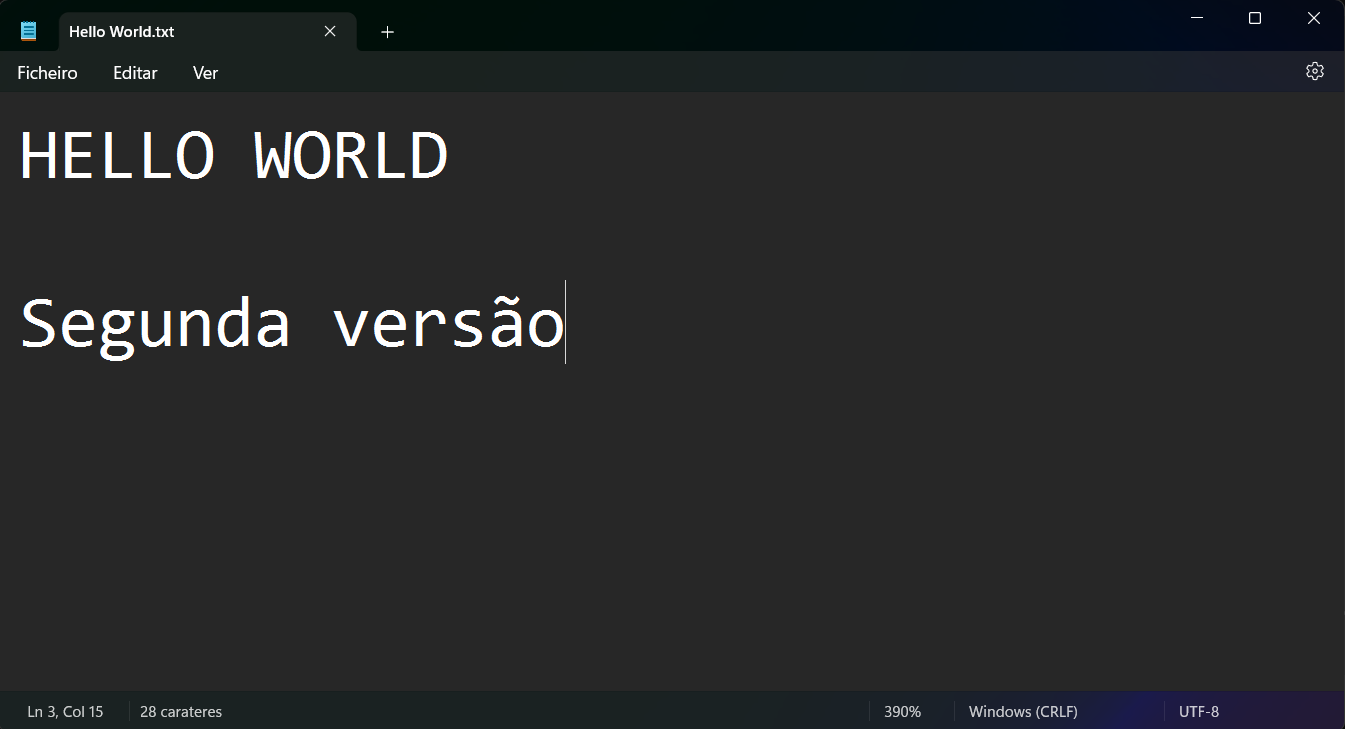 Hello World.txt
Ficheiro Editar Ver
HELLO WORLD
Segunda versão
Ln 3, Col 15 28 carateres 390% Windows (CRLF) UTF-8